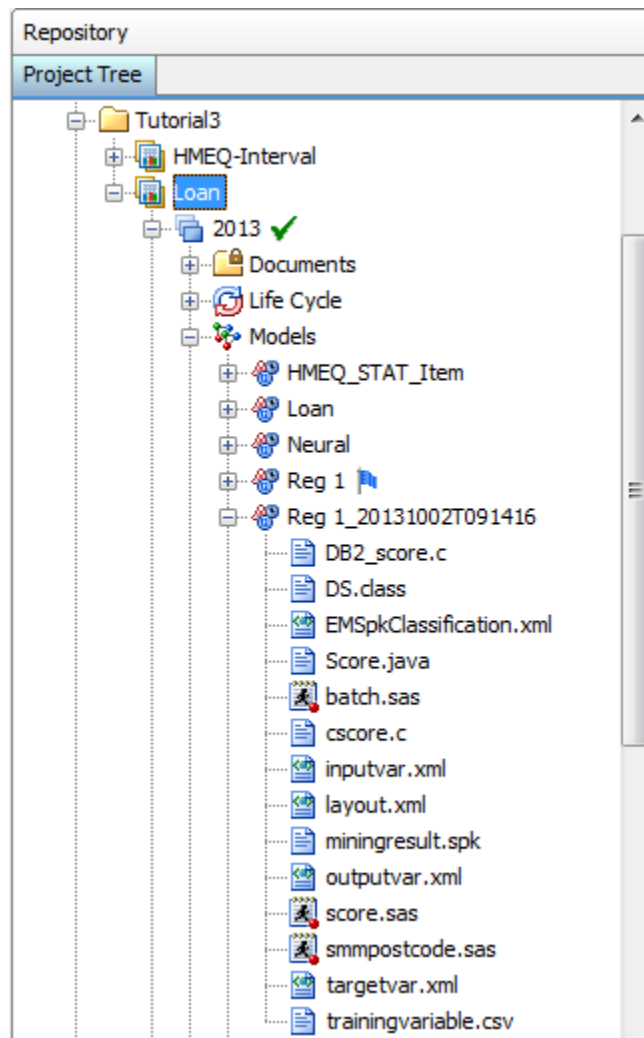 Repository
Project Tree
Tutorial3
HMEQ-Interval
Loan
2013
Documents
Life Cycle
Models
HMEQ_STAT_Item
Loan
Neural
Reg 1
Reg 1_20131002T091416
DB2_score.c
DS.class
EMSpkClassification.xml
Score.java
batch.sas
cscore.c
inputvar.xml
layout.xml
miningresult.spk
outputvar.xml
score.sas
smmpostcode.sas
targetvar.xml
trainingvariable.csv